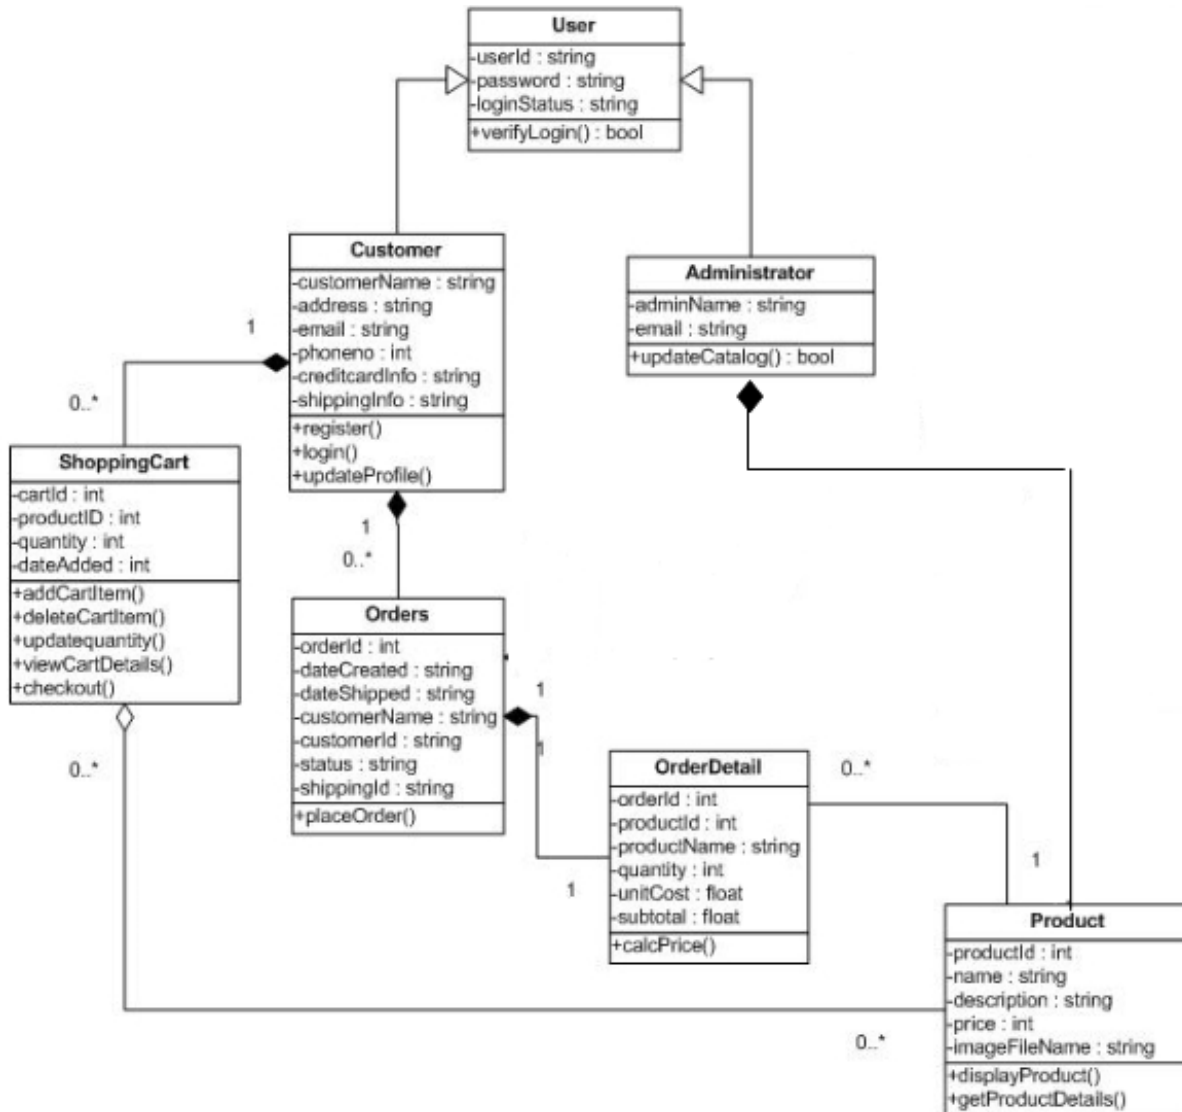 User
-userId : string
-password : string
-loginStatus : string
+verifyLogin() : bool
Customer
-customerName : string
-address : string
-email : string
-phoneno : int
-creditcardInfo : string
-shippingInfo : string
+register()
+login()
+updateProfile()
Administrator
-adminName : string
-email : string
+updateCatalog() : bool
1
0..*
ShoppingCart
-cartId : int
-productID : int
-quantity : int
-dateAdded : int
+addCartItem()
+deleteCartItem()
+updatequantity()
+viewCartDetails()
+checkout()
1
0..*
Orders
-orderId : int
-dateCreated : string
-dateShipped : string
-customerName : string
-customerId : string
-status : string
-shippingId : string
+placeOrder()
1
1
1
0..*
OrderDetail
-orderId : int
-productId : int
-productName : string
-quantity : int
-unitCost : float
-subtotal : float
+calcPrice()
0..*
1
Product
-productId : int
-name : string
-description : string
-price : int
-imageFileName : string
+displayProduct()
+getProductDetails()
0..*